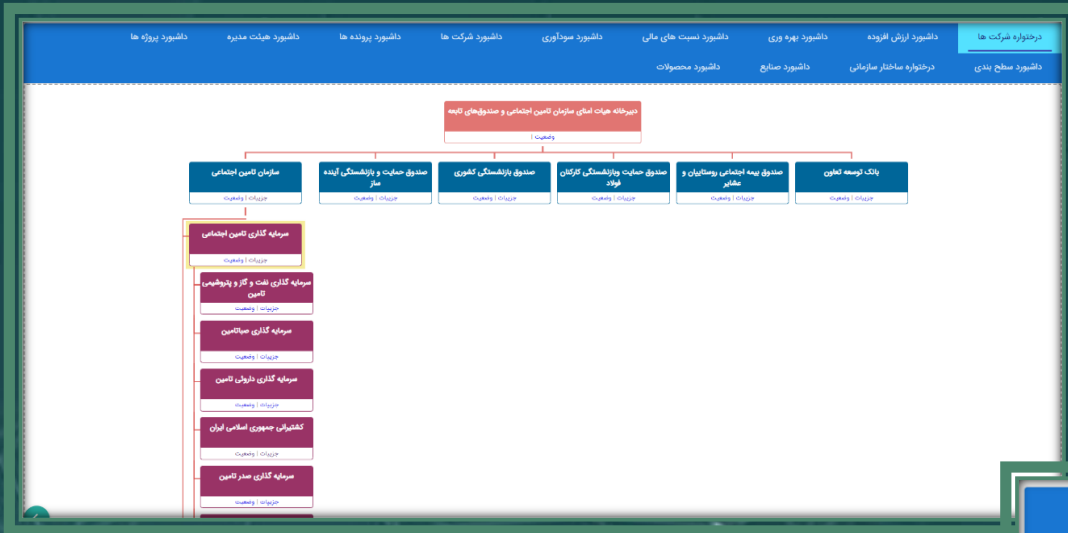 درختواره شرکت ها
داشبورد ارزش افزوده
داشبورد بهره وری
داشبورد نسبت های مالی
داشبورد سودآوری
داشبورد شرکت ها
داشبورد پرونده ها
داشبورد هیئت مدیره
داشبورد پروژه ها
داشبورد سطح بندی
درختواره ساختار سازمانی
داشبورد صنایع
داشبورد محصولات
دبیرخانه هیات امنای سازمان تامین اجتماعی و صندوق‌های تابعه
وضعیت |
بانک توسعه تعاون
جزییات | وضعیت
صندوق بیمه اجتماعی روستاییان و
عشایر
جزییات | وضعیت
صندوق حمایت وبازنشستگی کارکنان
فولاد
جزییات | وضعیت
صندوق بازنشستگی کشوری
جزییات | وضعیت
صندوق حمایت و بازنشستگی آینده
ساز
جزییات | وضعیت
سازمان تامین اجتماعی
جزییات | وضعیت
سرمایه گذاری تامین اجتماعی
جزییات | وضعیت
سرمایه گذاری نفت و گاز و پتروشیمی
تامین
جزییات | وضعیت
سرمایه گذاری صباتامین
جزییات | وضعیت
سرمایه گذاری داروئی تامین
جزییات | وضعیت
کشتیرانی جمهوری اسلامی ایران
جزییات | وضعیت
سرمایه گذاری صدر تامین
جزییات | وضعیت